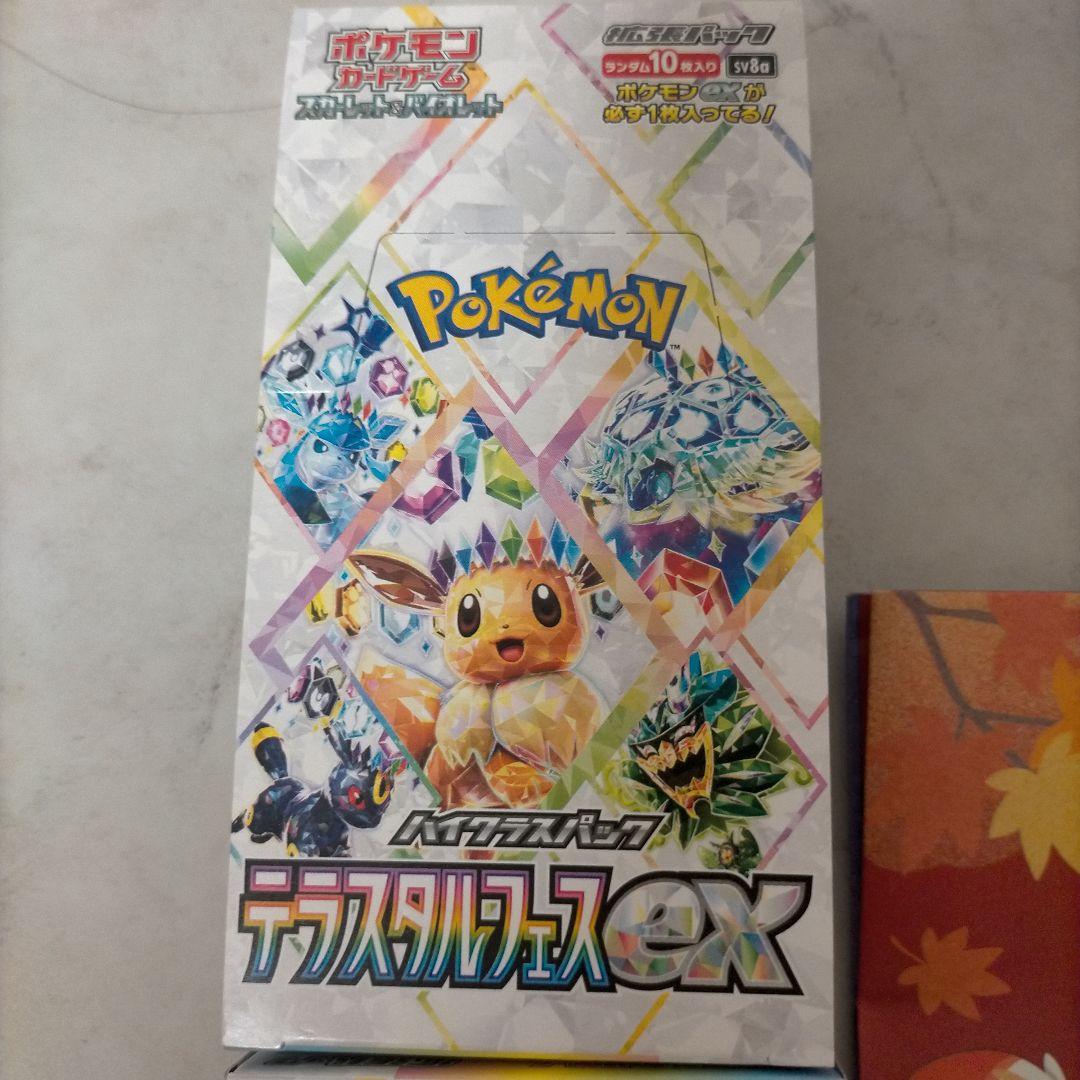 ポケモン
カードゲーム
スカーレット&バイオレット
拡張パック
ランダム10枚入り SV8a
ポケモンexが
必ず1枚入ってる!
POKéMON
TM
ハイクラスパック
テラスタルフェスex